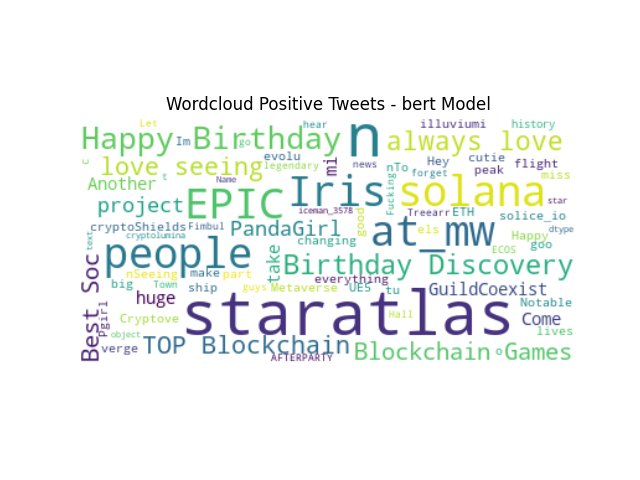 Wordcloud Positive Tweets - bert Model
Let hear illuviumi history
Happy Birthday n always love
Im go
c love seeing evolu legendary mi news nTo Hey cutie peak flight miss
Another t Name EPIC Iris Fucking solana star
project iceman_3578 Treearr ETH solice_io
cryptoShields Fimbul PandaGirl good at_mw els Happy dtype
text cryptolumina people changing ECOS goo
take Birthday Discovery
nSeeing make part everything
big Town ship guys Metaverse UE5 tu GuildCoexist
Best Soc Pgirl huge staratlas Notable
Cryptove Hall Come
object lives
verge TOP Blockchain AFTERPARTY Blockchain o Games
forget